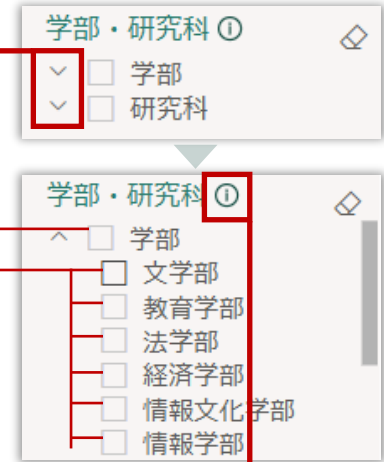 学部・研究科
学部
研究科
学部・研究科
学部
文学部
教育学部
法学部
経済学部
情報文化学部
情報学部